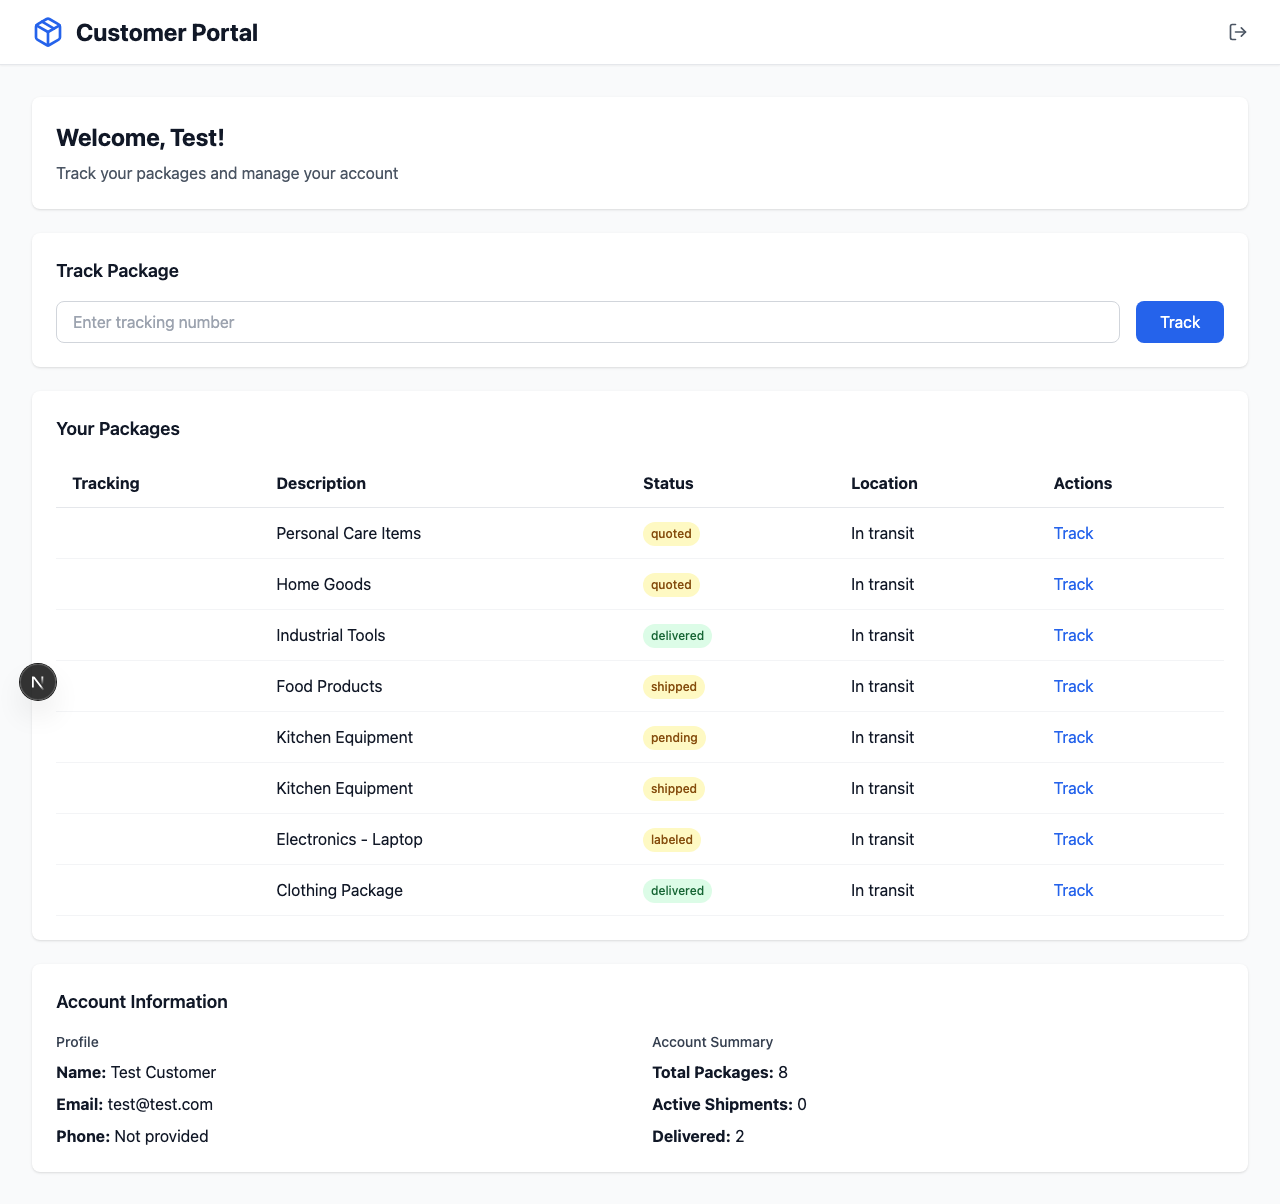 Customer Portal
Welcome, Test!
Track your packages and manage your account
Track Package
Enter tracking number
Track
Your Packages
Tracking Description Status Location Actions
Personal Care Items quoted In transit Track
Home Goods quoted In transit Track
Industrial Tools delivered In transit Track
Food Products shipped In transit Track
N
Kitchen Equipment pending In transit Track
Kitchen Equipment shipped In transit Track
Electronics - Laptop labeled In transit Track
Clothing Package delivered In transit Track
Account Information
Profile
Name: Test Customer
Email: test@test.com
Phone: Not provided
Account Summary
Total Packages: 8
Active Shipments: 0
Delivered: 2